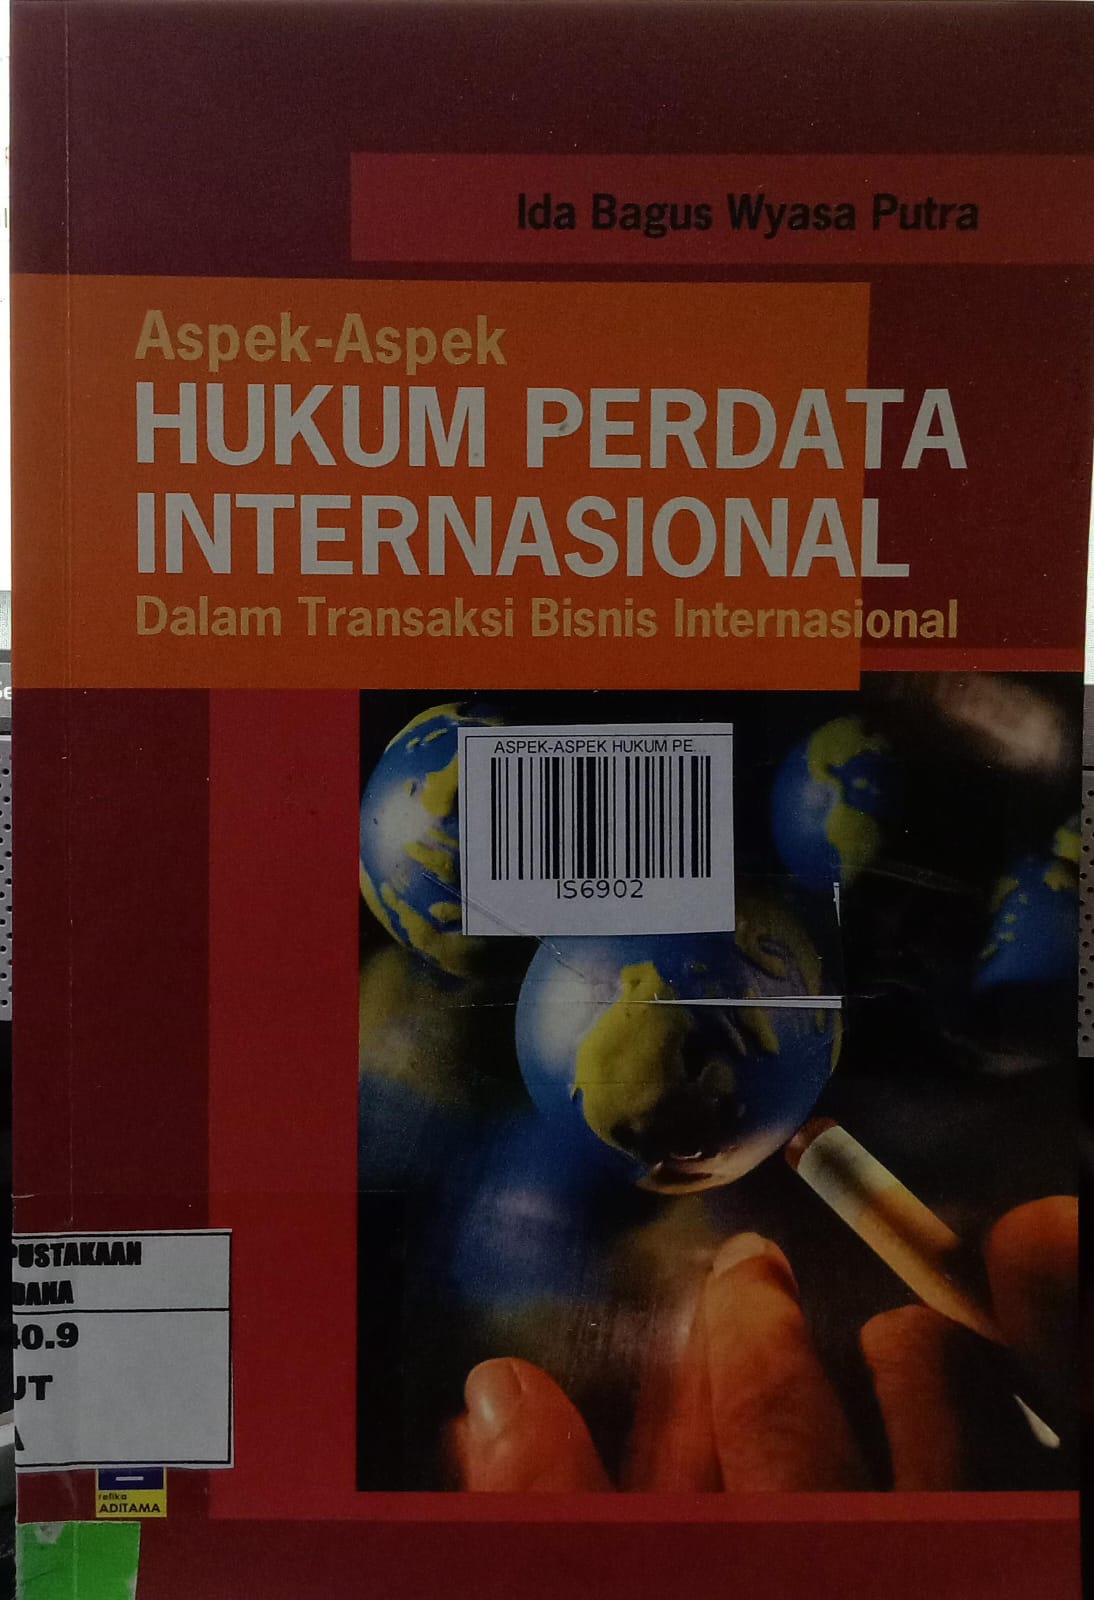 Ida Bagus Wyasa Putra
Aspek-Aspek
HUKUM PERDATA
INTERNASIONAL
Dalam Transaksi Bisnis Internasional
ASPEK-ASPEK HUKUM PE...
IS6902
PUSTAKAAN
DANA
40.9
UT
A
refika
ADITAMA